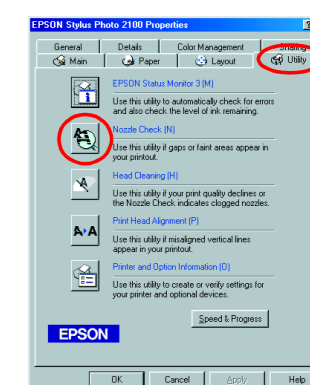 EPSON Stylus Photo 2100 Properties
General Details Color Management Sharing
Main Paper Layout Utility
EPSON Status Monitor 3 (M)
Use this utility to automatically check for errors
and also check the level of ink remaining.
Nozzle Check (N)
Use this utility if gaps or faint areas appear in
your printout.
Head Cleaning (H)
Use this utility if your print quality declines or
the Nozzle Check indicates clogged nozzles.
Print Head Alignment (P)
Use this utility if misaligned vertical lines
appear in your printout.
Printer and Option Information (O)
Use this utility to create or verify settings for
your printer and optional devices.
Speed & Progress
EPSON
OK Cancel Apply Help